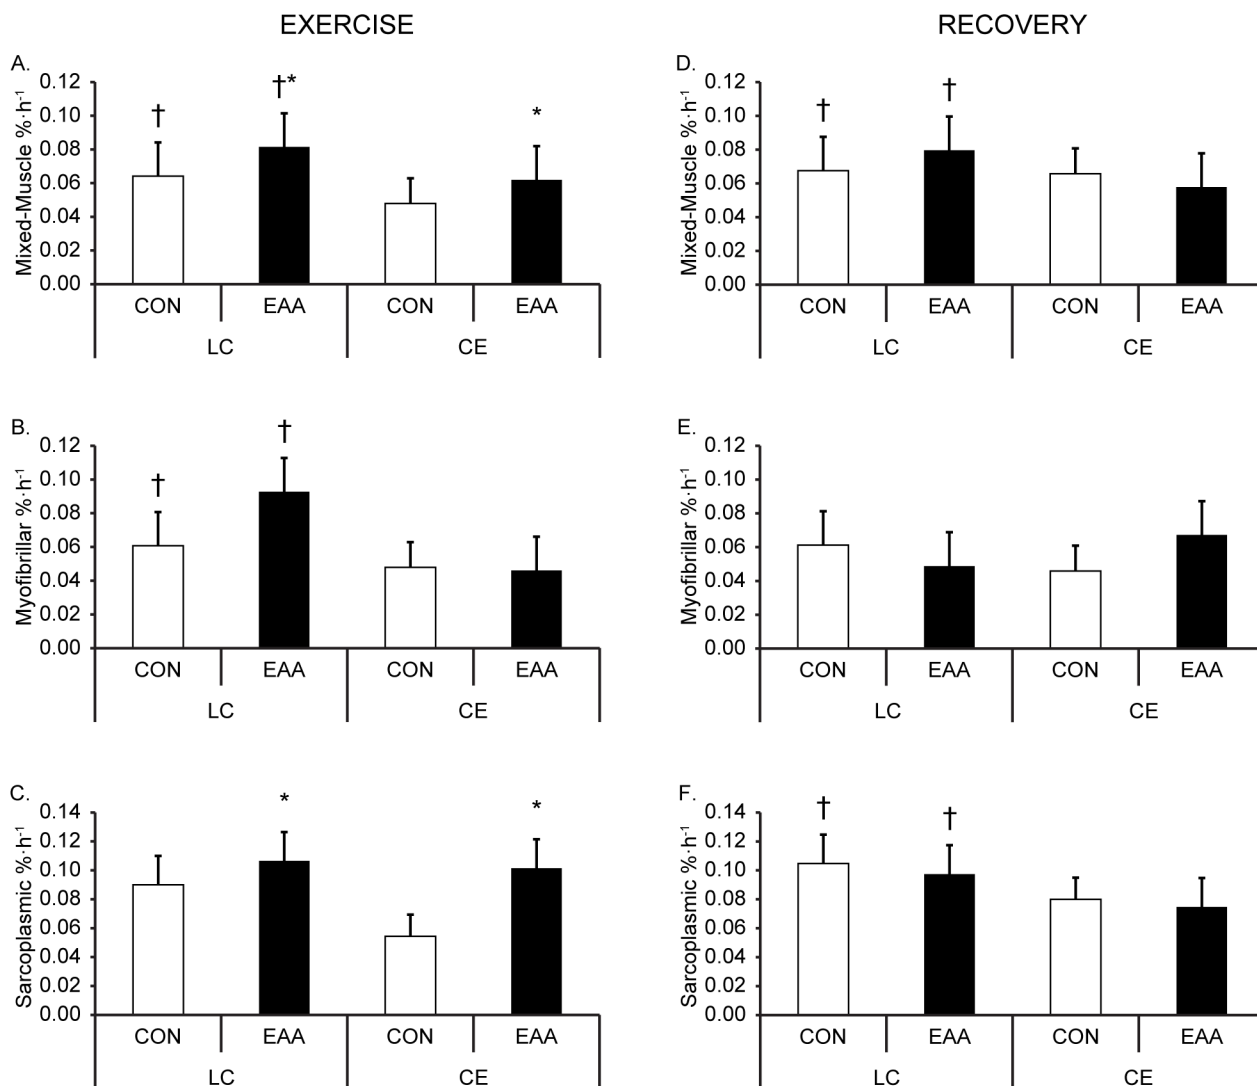 EXERCISE
RECOVERY
A.
Mixed-Muscle %·h-1
0.12
0.10
0.08
0.06
0.04
0.02
0.00
†
†*
*
CON
EAA
CON
EAA
LC
CE
D.
Mixed-Muscle %·h-1
0.12
0.10
0.08
0.06
0.04
0.02
0.00
†
†
CON
EAA
CON
EAA
LC
CE
B.
Myofibrillar %·h-1
0.12
0.10
0.08
0.06
0.04
0.02
0.00
†
†
CON
EAA
CON
EAA
LC
CE
E.
Myofibrillar %·h-1
0.12
0.10
0.08
0.06
0.04
0.02
0.00
CON
EAA
CON
EAA
LC
CE
C.
Sarcoplasmic %·h-1
0.14
0.12
0.10
0.08
0.06
0.04
0.02
0.00
*
*
CON
EAA
CON
EAA
LC
CE
F.
Sarcoplasmic %·h-1
0.14
0.12
0.10
0.08
0.06
0.04
0.02
0.00
†
†
CON
EAA
CON
EAA
LC
CE